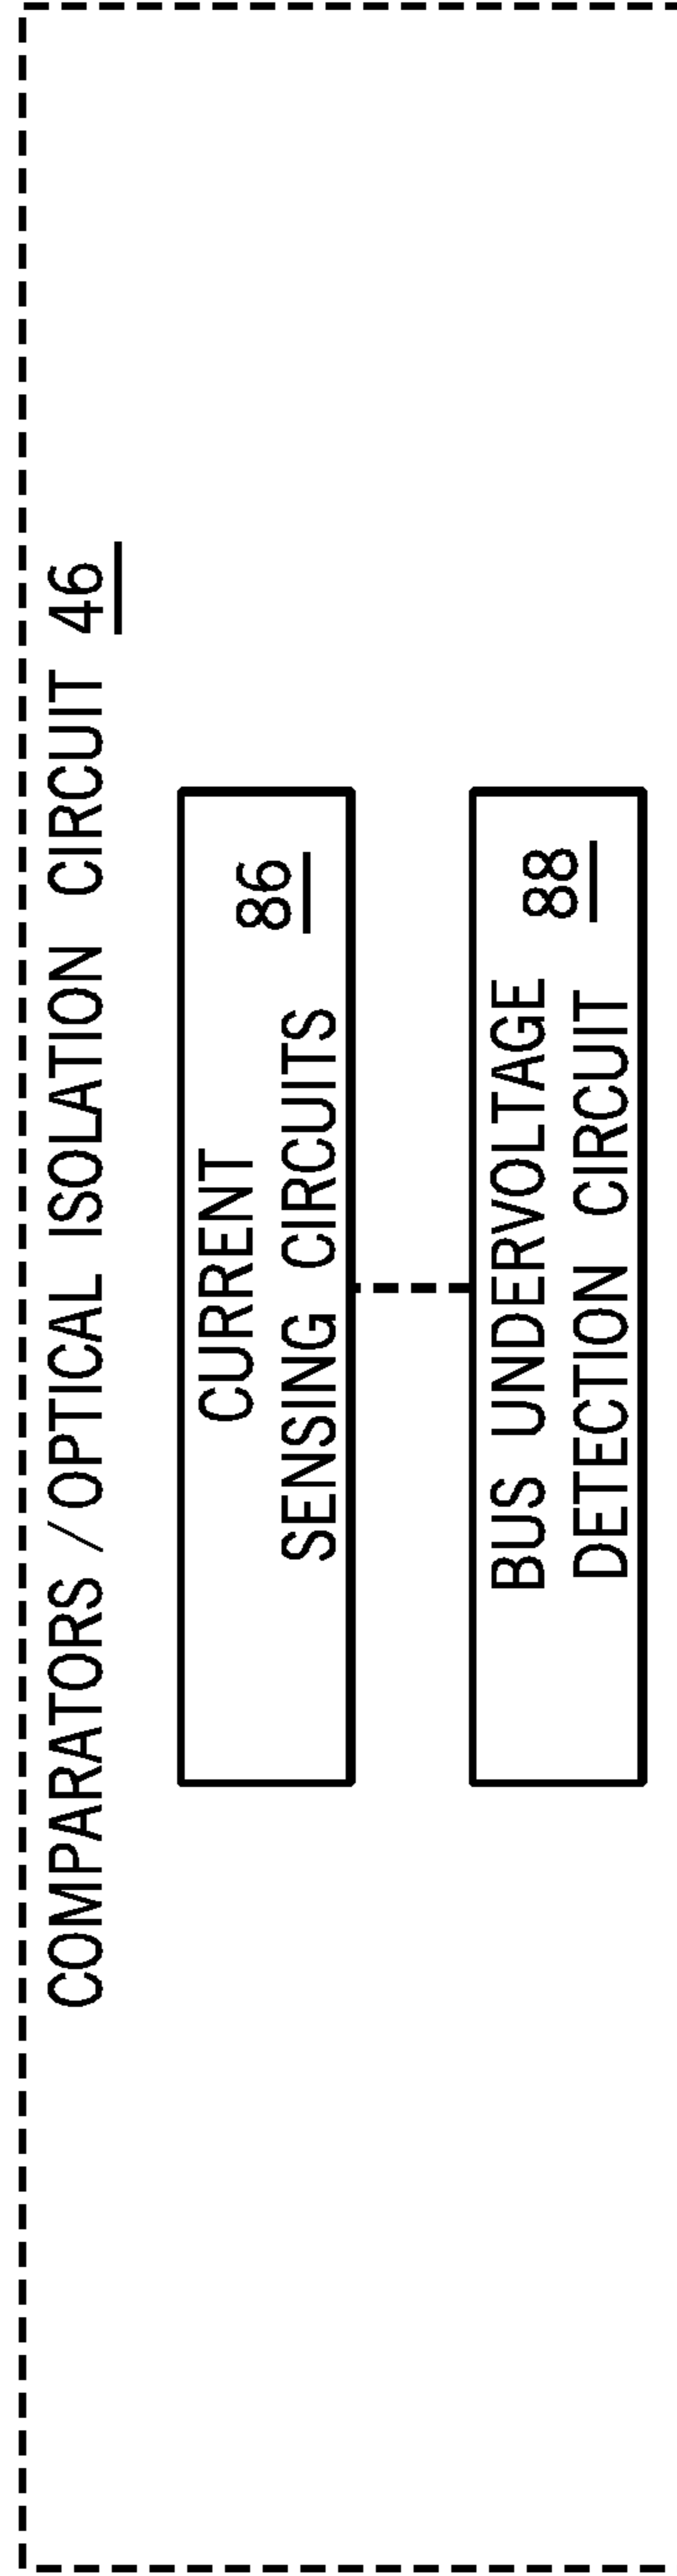 COMPARATORS/OPTICAL ISOLATION CIRCUIT 46
CURRENT
SENSING CIRCUITS
86
BUS UNDERVOLTAGE
DETECTION CIRCUIT
88